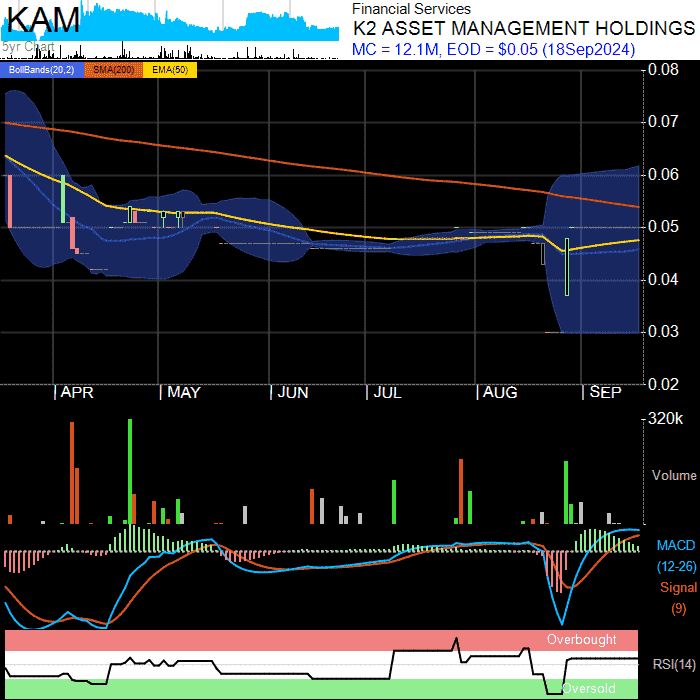 KAM
5yr Chart
Financial Services
K2 ASSET MANAGEMENT HOLDINGS
MC = 12.1M, EOD = $0.05 (18Sep2024)
BollBands(20,2) SMA(200) EMA(50)
0.08
0.07
0.06
0.05
0.04
0.03
0.02
APR MAY JUN JUL AUG SEP
320k
Volume
MACD
(12-26)
Signal
(9)
Overbought
RSI(14)
Oversold